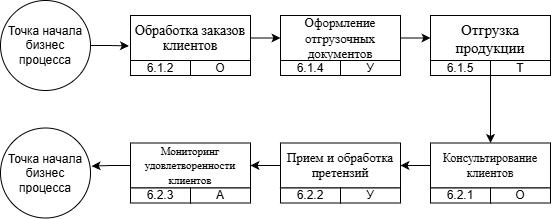 Точка начала
бизнес
процесса
Обработка заказов
клиентов
6.1.2 О
Оформление
отгрузочных
документов
6.1.4 У
Отгрузка
продукции
6.1.5 Т
Точка начала
бизнес
процесса
Мониторинг
удовлетворенности
клиентов
6.2.3 А
Прием и обработка
претензий
6.2.2 У
Консультирование
клиентов
6.2.1 О